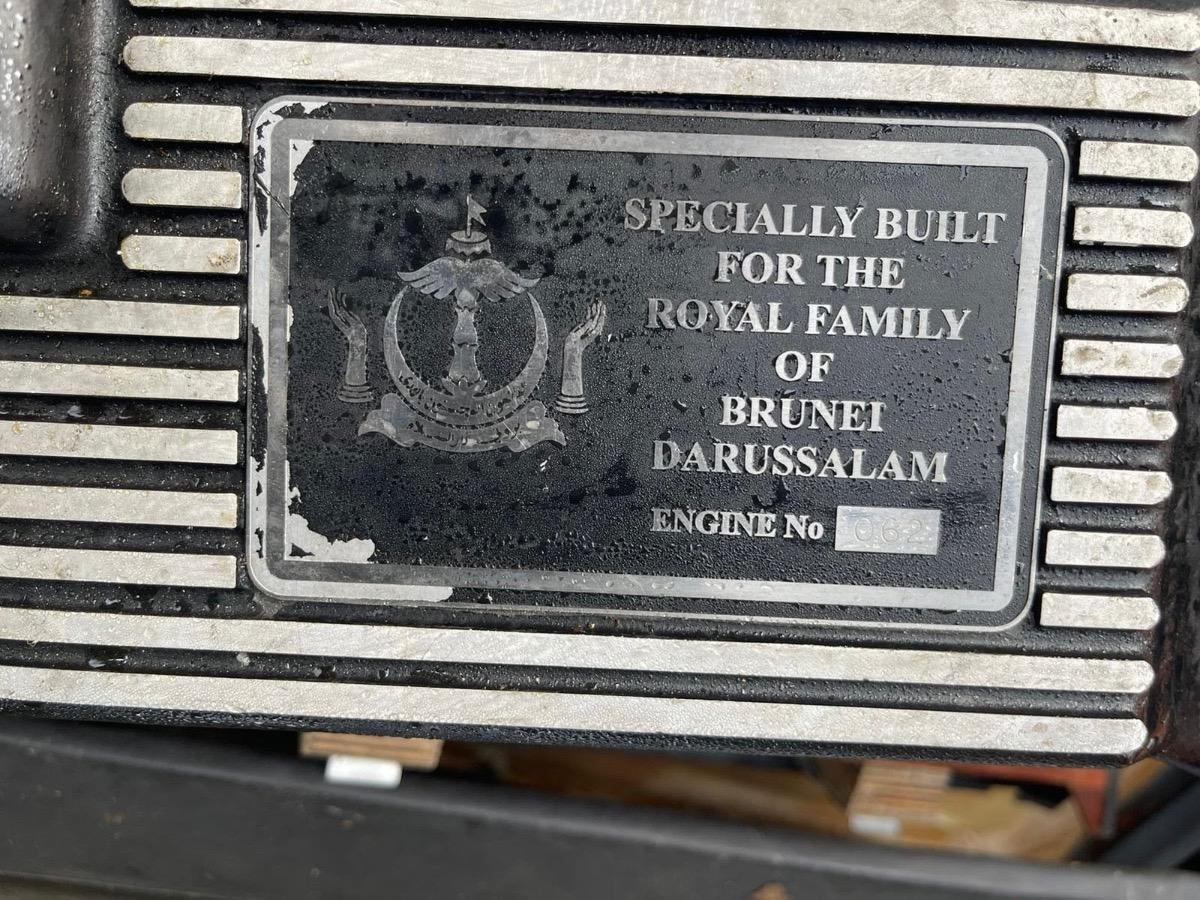 SPECIALLY BUILT
FOR THE
ROYAL FAMILY
OF
BRUNEI
DARUSSALAM
ENGINE No 062